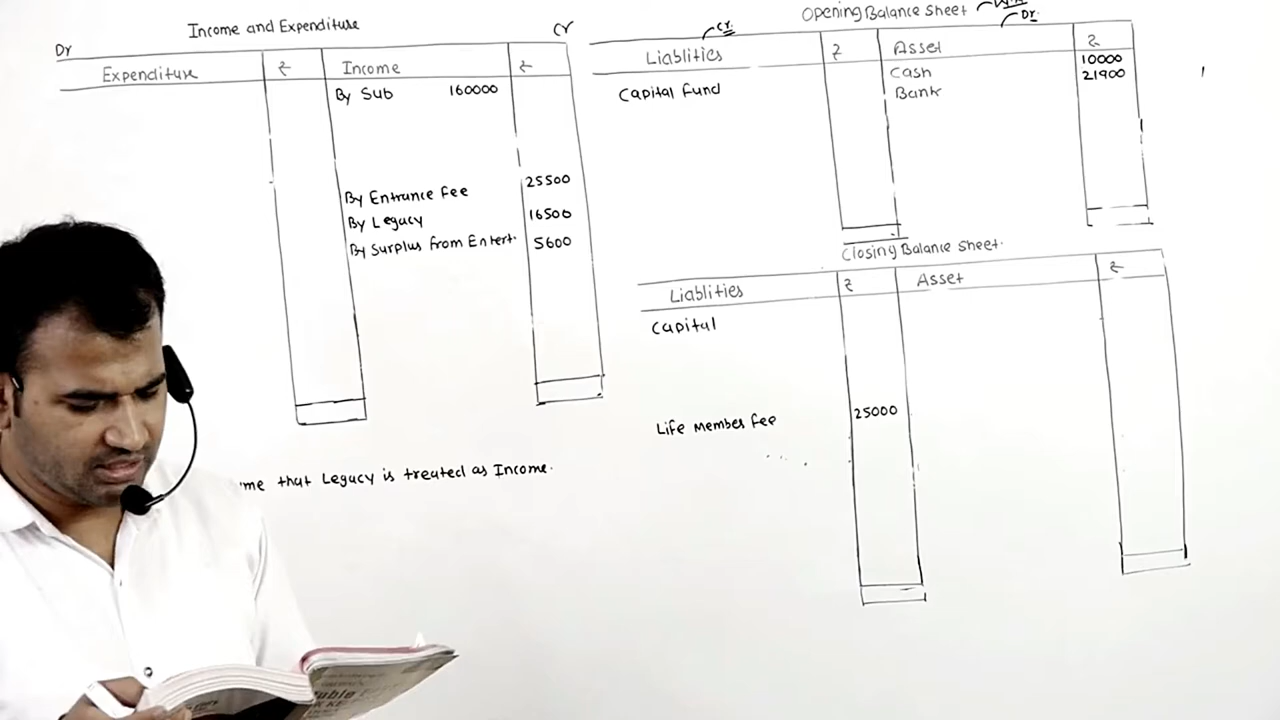 Income and Expenditure
Dr
Cr
Expenditure ₹ Income ₹
By Sub 160000
By Entrance Fee 25500
By Legacy 16500
By Surplus from Entert. 5600
me that Legacy is treated as Income.
Opening Balance Sheet
Cr.
Dr.
Liablities ₹ Asset ₹
Capital Fund
Cash 10000
Bank 21900
Closing Balance Sheet.
Liablities ₹ Asset ₹
Capital
Life Member Fee 25000